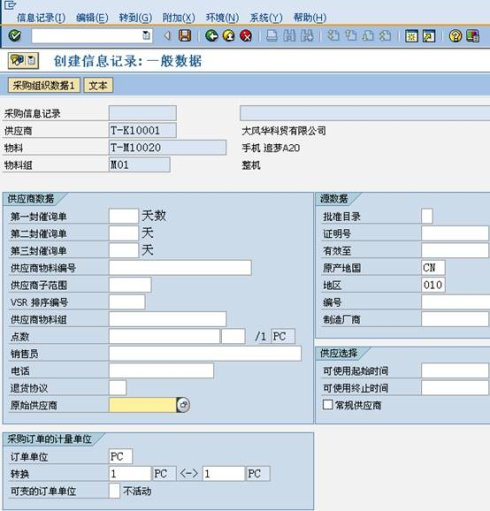 信息记录(I) 编辑(E) 转到(G) 附加(X) 环境(N) 系统(Y) 帮助(H)
创建信息记录: 一般数据
采购组织数据1 文本
采购信息记录
供应商 T-K10001 大风华科贸有限公司
物料 T-M10020 手机 追梦A20
物料组 M01 整机
供应商数据
第一封催询单 天数
第二封催询单 天
第三封催询单 天
供应商物料编号
供应商子范围
VSR 排序编号
供应商物料组
点数 /1 PC
销售员
电话
退货协议
原始供应商
源数据
批准目录
证明号
有效至
原产地国 CN
地区 010
编号
制造厂商
供应选择
可使用起始时间
可使用终止时间
常规供应商
采购订单的计量单位
订单单位 PC
转换 1 PC <-> 1 PC
可变的订单单位 不活动